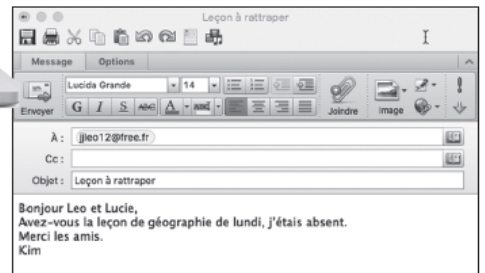 Leçon à rattraper
Message Options
Lucida Grande 14
Envoyer G I S ABC A Joindre Image
À : jjleo12@free.fr
Cc :
Objet : Leçon à rattraper
Bonjour Leo et Lucie,
Avez-vous la leçon de géographie de lundi, j'étais absent.
Merci les amis.
Kim